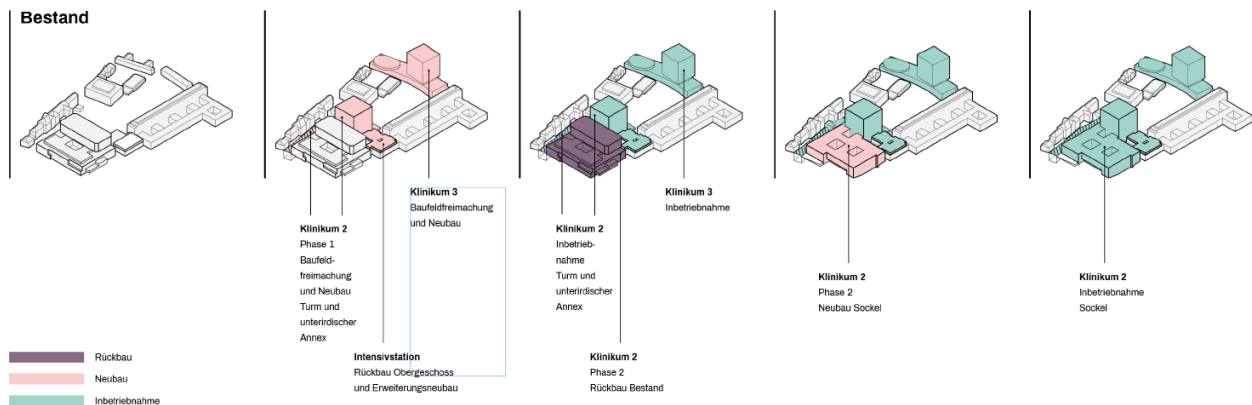 Bestand
Klinikum 3
Baufeldfreimachung
und Neubau
Klinikum 2
Phase 1
Baufeld-
freimachung
und Neubau
Turm und
unterirdischer
Annex
Intensivstation
Rückbau Obergeschoss
und Erweiterungsneubau
Klinikum 3
Inbetriebnahme
Klinikum 2
Inbetrieb-
nahme
Turm und
unterirdischer
Annex
Klinikum 2
Phase 2
Rückbau Bestand
Klinikum 2
Phase 2
Neubau Sockel
Klinikum 2
Inbetriebnahme
Sockel
Rückbau
Neubau
Inbetriebnahme